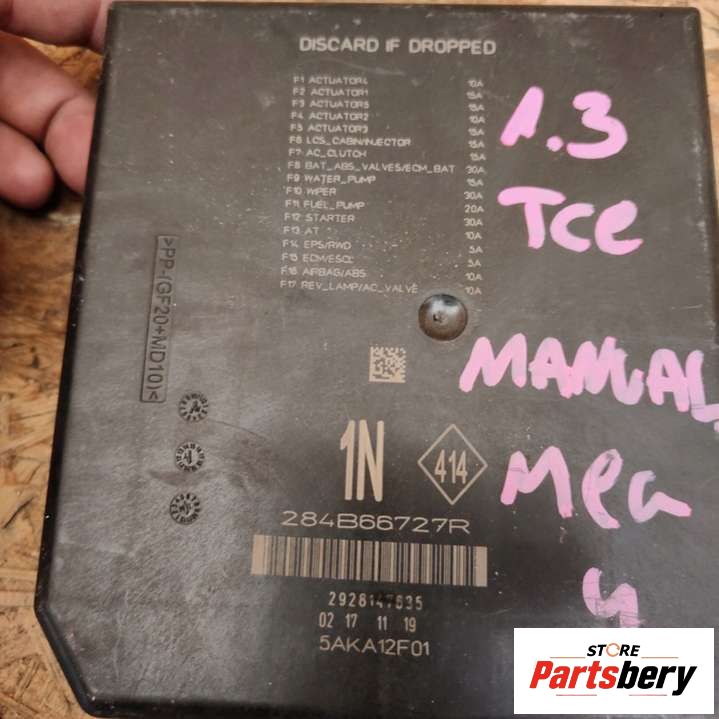 DISCARD IF DROPPED
F1 ACTUATOR4 10A
F2 ACTUATOR1 15A
F3 ACTUATOR5 15A
F4 ACTUATOR2 10A
F5 ACTUATOR3 15A
F6 LCS_CABIN/INJECTOR 15A
F7 AC_CLUTCH 15A
F8 BAT_ABS_VALVES/ECM_BAT 30A
F9 WATER_PUMP 15A
F10 WIPER 30A
F11 FUEL_PUMP 20A
F12 STARTER 30A
F13 AT 10A
F14 EPS/RWD 5A
F15 ECM/ESCL 5A
F16 AIRBAG/ABS 10A
F17 REV_LAMP/AC_VALVE 10A
1.3
TCe
MANUAL
MEG
4
>PP-(GF20+MD10)<
1N
414
284B66727R
2928147635
02 17 11 19
5AKA12F01
STORE
Partsbery